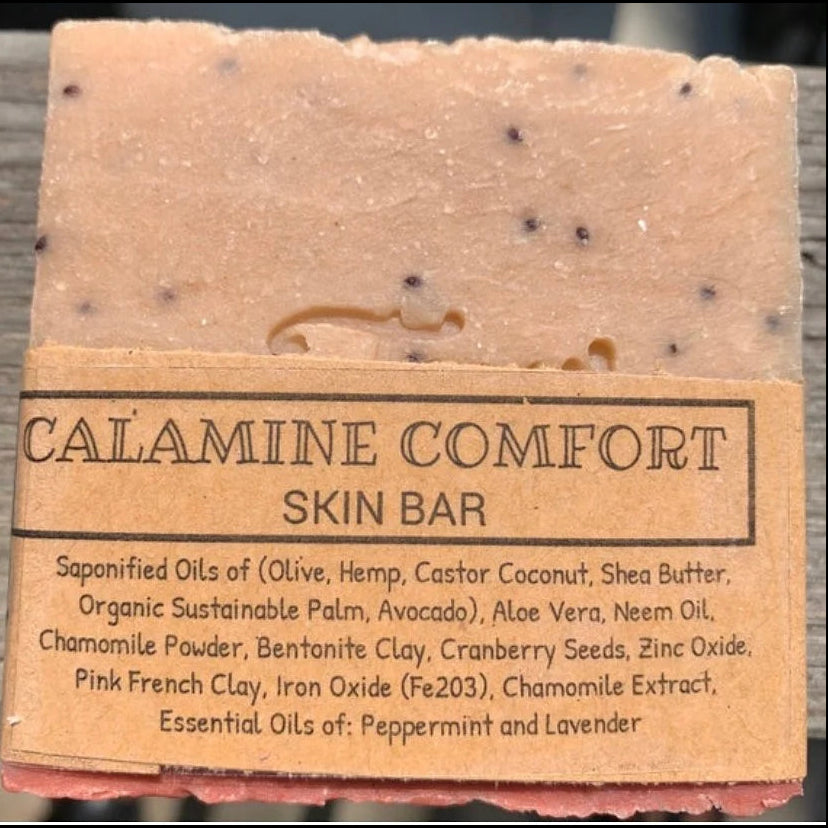 CALAMINE COMFORT
SKIN BAR
Saponified Oils of (Olive, Hemp, Castor Coconut, Shea Butter,
Organic Sustainable Palm, Avocado), Aloe Vera, Neem Oil,
Chamomile Powder, Bentonite Clay, Cranberry Seeds, Zinc Oxide,
Pink French Clay, Iron Oxide (Fe203), Chamomile Extract,
Essential Oils of: Peppermint and Lavender